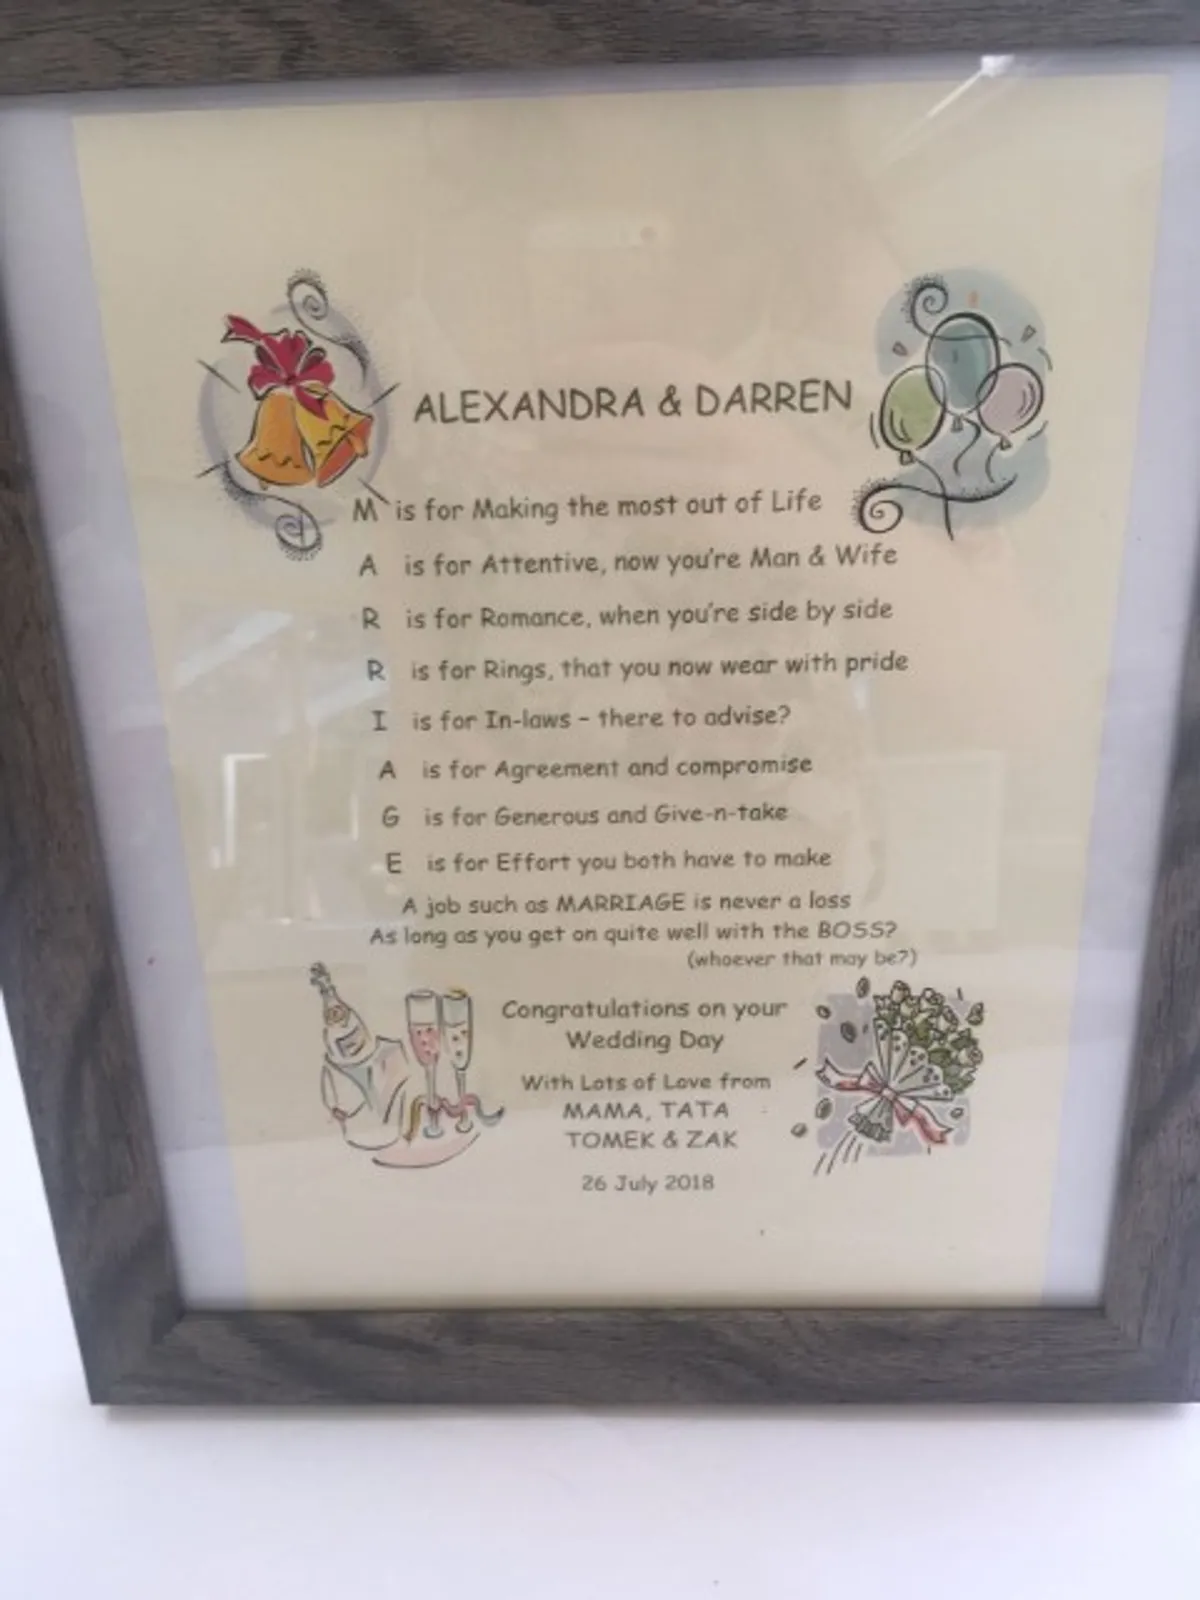 ALEXANDRA & DARREN
M is for Making the most out of Life
A is for Attentive, now you're Man & Wife
R is for Romance, when you're side by side
R is for Rings, that you now wear with pride
I is for In-laws – there to advise?
A is for Agreement and compromise
G is for Generous and Give-n-take
E is for Effort you both have to make
A job such as MARRIAGE is never a loss
As long as you get on quite well with the BOSS?
(whoever that may be?)
Congratulations on your
Wedding Day
With Lots of Love from
MAMA, TATA
TOMEK & ZAK
26 July 2018